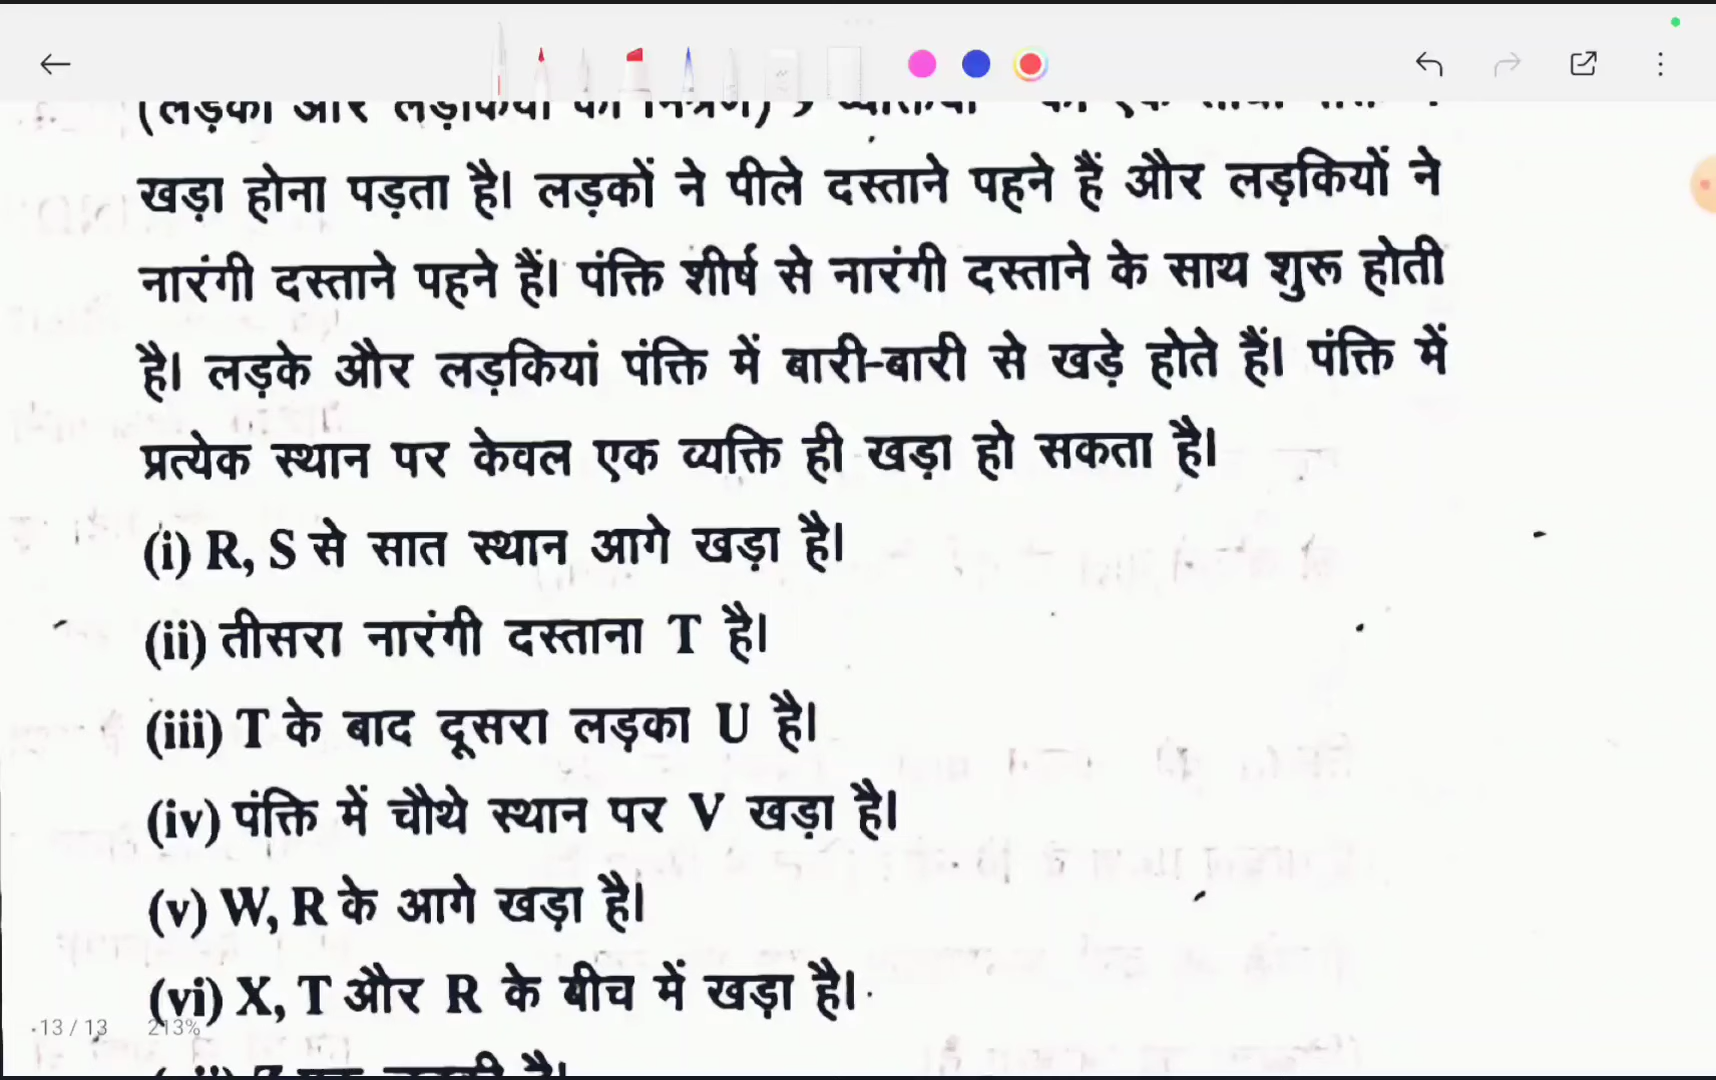 खड़ा होना पड़ता है। लड़कों ने पीले दस्ताने पहने हैं और लड़कियों ने
नारंगी दस्ताने पहने हैं। पंक्ति शीर्ष से नारंगी दस्ताने के साथ शुरू होती
है। लड़के और लड़कियां पंक्ति में बारी-बारी से खड़े होते हैं। पंक्ति में
प्रत्येक स्थान पर केवल एक व्यक्ति ही खड़ा हो सकता है।
(i) R, S से सात स्थान आगे खड़ा है।
(ii) तीसरा नारंगी दस्ताना T है।
(iii) T के बाद दूसरा लड़का U है।
(iv) पंक्ति में चौथे स्थान पर V खड़ा है।
(v) W, R के आगे खड़ा है।
(vi) X, T और R के बीच में खड़ा है।
13 / 13 213%